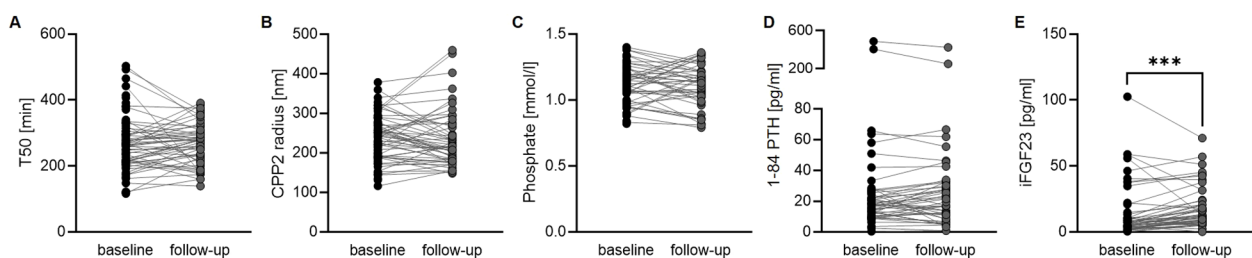 A
T50 [min]
600
400
200
0
baseline follow-up
B
CPP2 radius [nm]
500
400
300
200
100
0
baseline follow-up
C
Phosphate [mmol/l]
1.5
1.0
0.5
0.0
baseline follow-up
D
1-84 PTH [pg/ml]
600
200
80
60
40
20
0
baseline follow-up
E
iFGF23 [pg/ml]
150
100
50
0
***
baseline follow-up